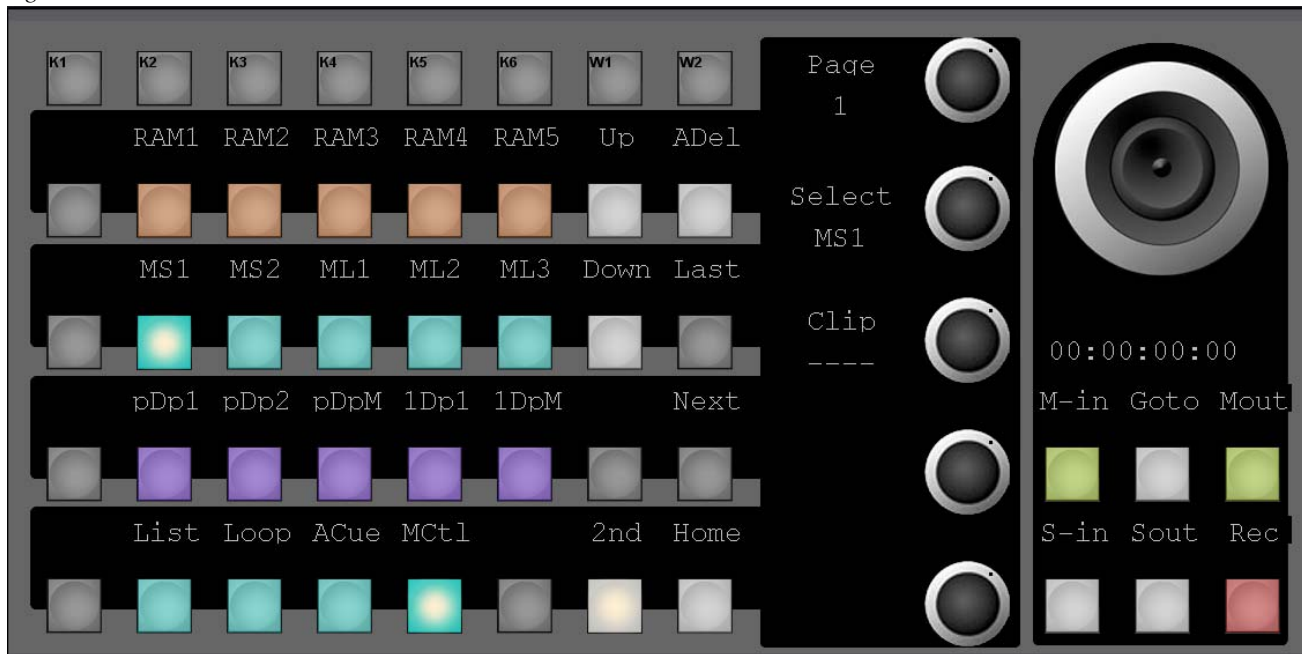 K1 K2 K3 K4 K5 K6 W1 W2
Page
1
RAM1 RAM2 RAM3 RAM4 RAM5 Up ADel
Select
MS1
MS1 MS2 ML1 ML2 ML3 Down Last
Clip
----
00:00:00:00
pDp1 pDp2 pDpM 1Dp1 1DpM Next
M-in Goto Mout
List Loop ACue MCtl 2nd Home
S-in Sout Rec